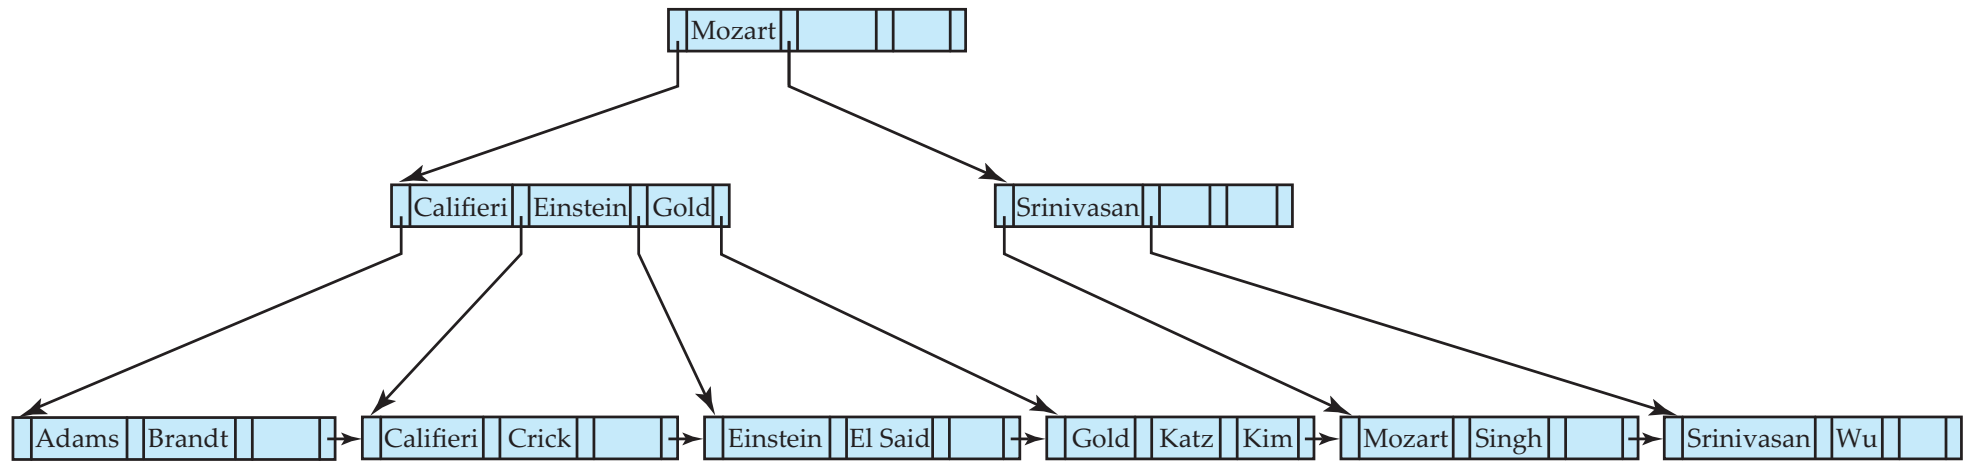 Mozart
Califieri Einstein Gold
Srinivasan
Adams Brandt
Califieri Crick
Einstein El Said
Gold Katz Kim
Mozart Singh
Srinivasan Wu